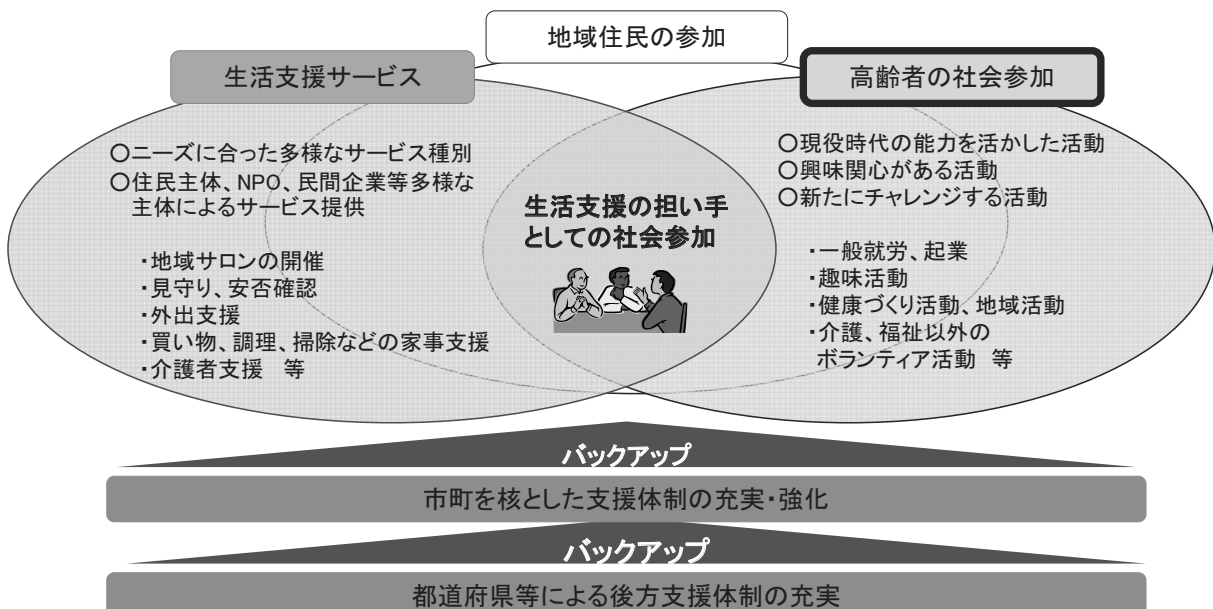 地域住民の参加
生活支援サービス
高齢者の社会参加
○ニーズに合った多様なサービス種別
○住民主体、NPO、民間企業等多様な
主体によるサービス提供
・地域サロンの開催
・見守り、安否確認
・外出支援
・買い物、調理、掃除などの家事支援
・介護者支援　等
生活支援の担い手
としての社会参加
○現役時代の能力を活かした活動
○興味関心がある活動
○新たにチャレンジする活動
・一般就労、起業
・趣味活動
・健康づくり活動、地域活動
・介護、福祉以外の
ボランティア活動　等
バックアップ
市町を核とした支援体制の充実・強化
バックアップ
都道府県等による後方支援体制の充実